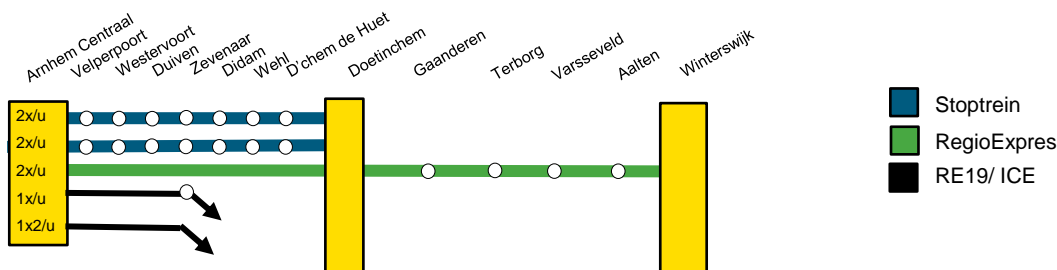 Arnhem Centraal
Velperpoort
Westervoort
Duiven
Zevenaar
Didam
Wehl
D'chem de Huet
Doetinchem
Gaanderen
Terborg
Varsseveld
Aalten
Winterswijk
2x/u
2x/u
2x/u
1x/u
1x2/u
Stoptrein
RegioExpres
RE19/ ICE